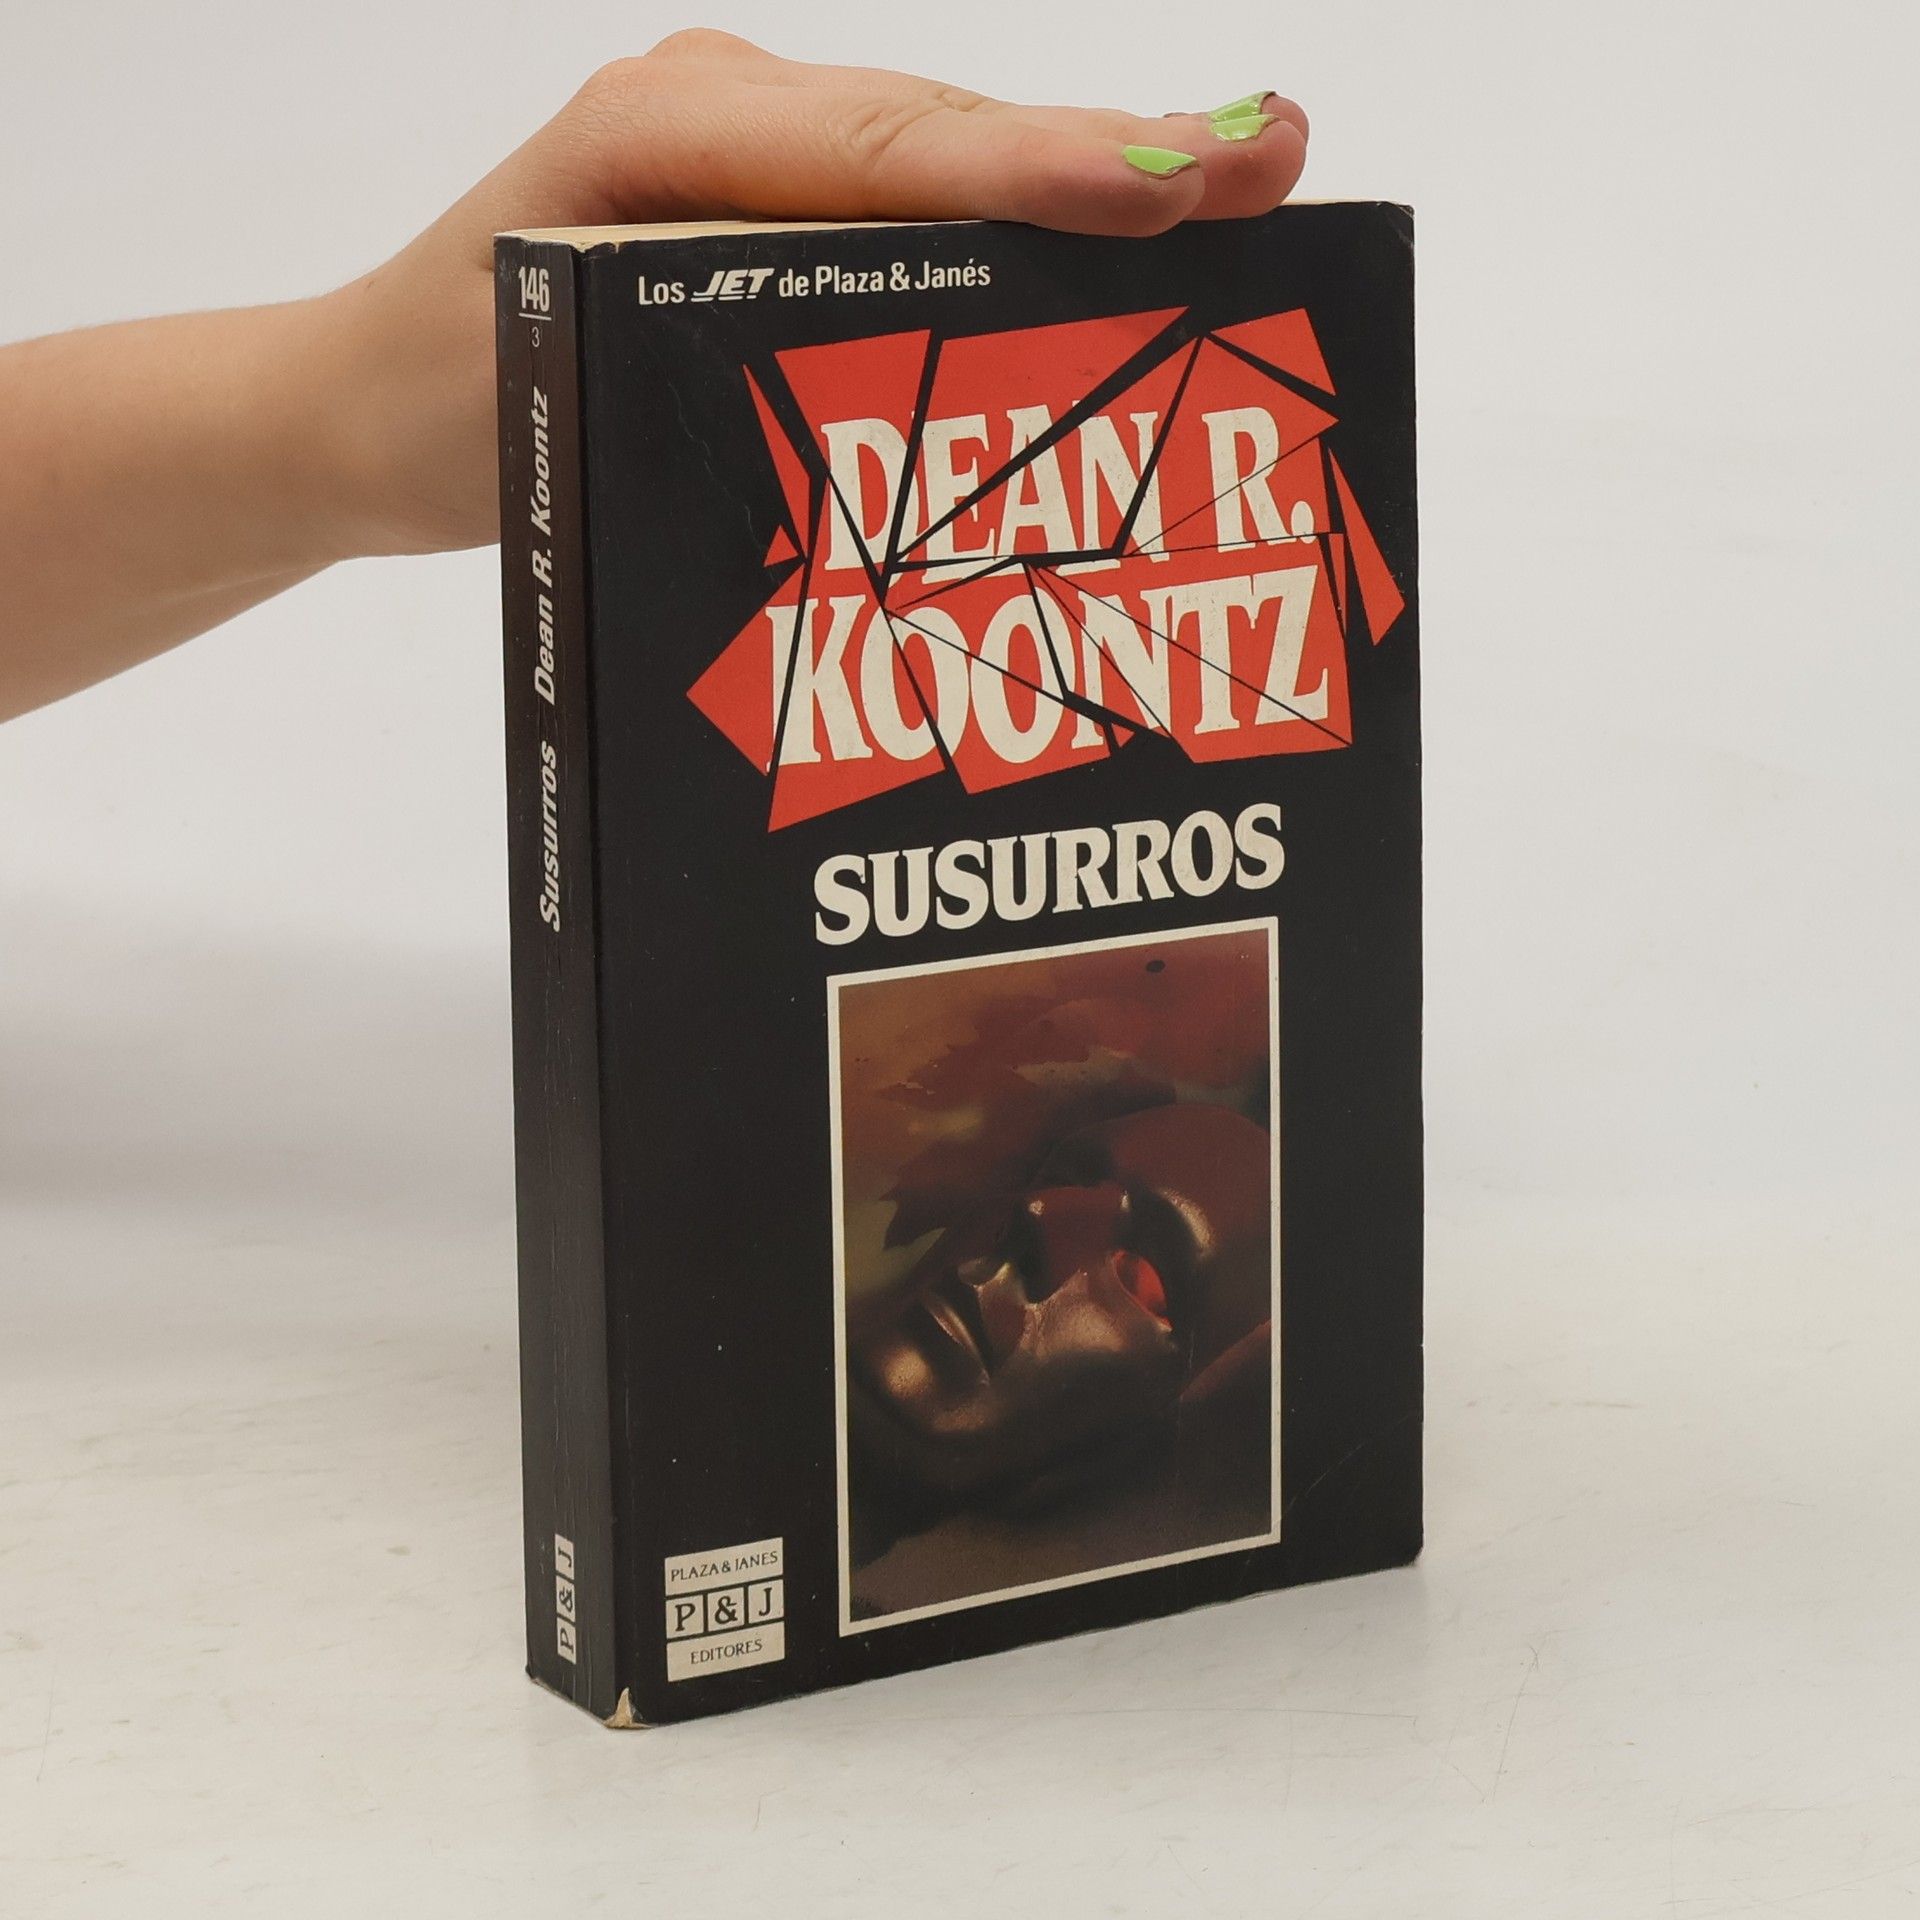 146
3
Susurros Dean R. Koontz
P&J
Los JET de Plaza & Janés
DEAN R.
KOONTZ
SUSURROS
PLAZA & JANES
P & J
EDITORES